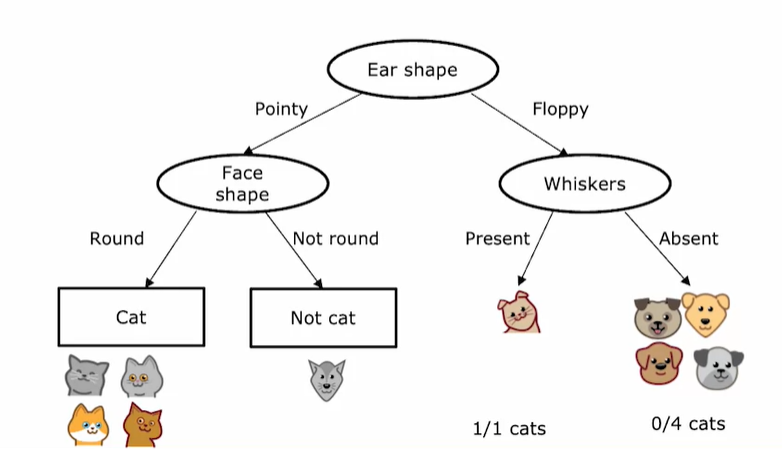 Ear shape
Pointy
Floppy
Face
shape
Whiskers
Round
Not round
Present
Absent
Cat
Not cat
1/1 cats
0/4 cats